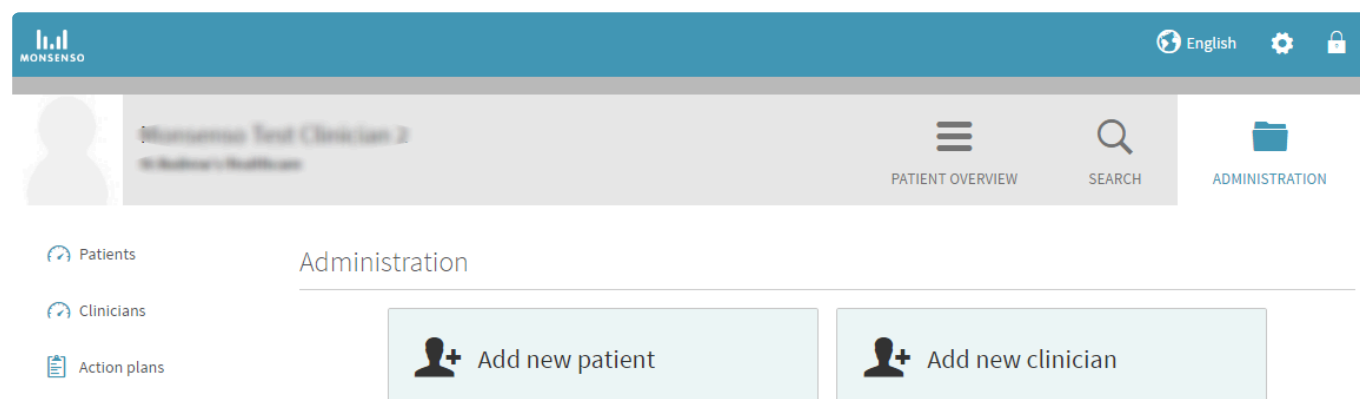 MONSENSO
English
PATIENT OVERVIEW
SEARCH
ADMINISTRATION
Patients
Clinicians
Action plans
Administration
Add new patient
Add new clinician